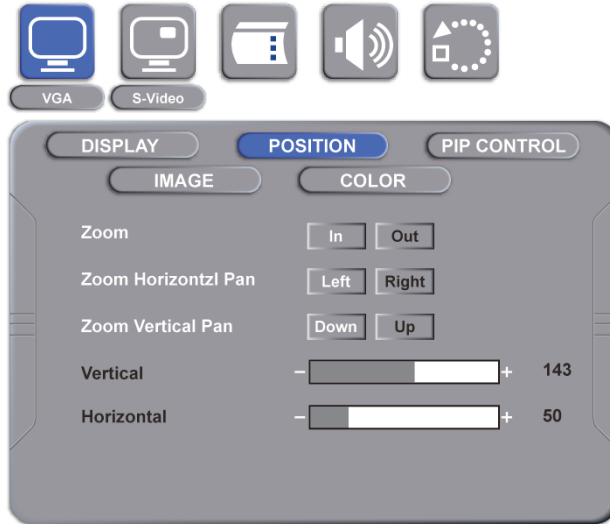 VGA S-Video
DISPLAY POSITION PIP CONTROL
IMAGE COLOR
Zoom In Out
Zoom Horizontzl Pan Left Right
Zoom Vertical Pan Down Up
Vertical - + 143
Horizontal - + 50